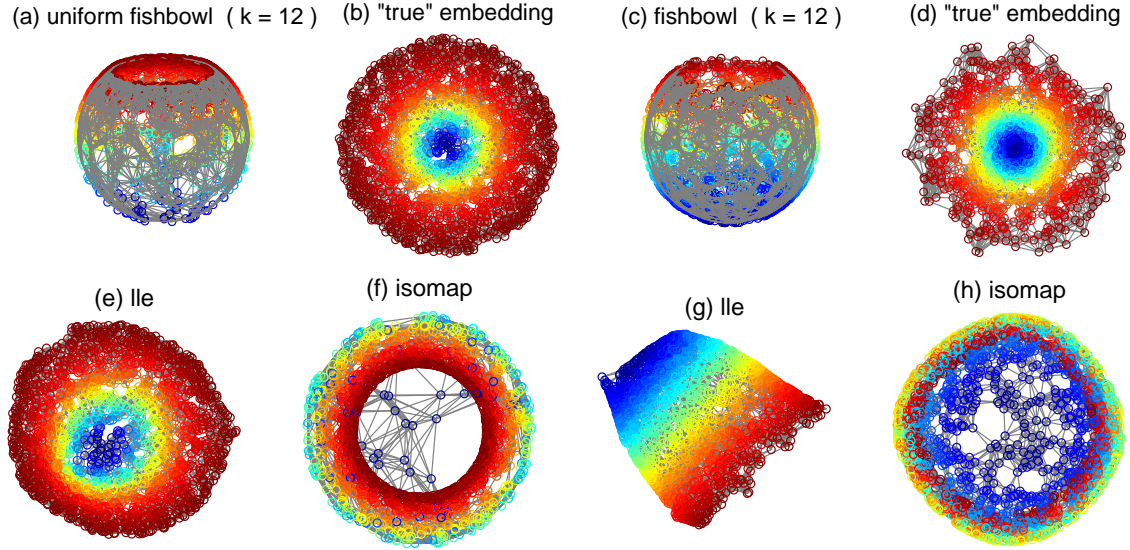 (a) uniform fishbowl ( k = 12 )
(b) "true" embedding
(c) fishbowl ( k = 12 )
(d) "true" embedding
(e) lle
(f) isomap
(g) lle
(h) isomap